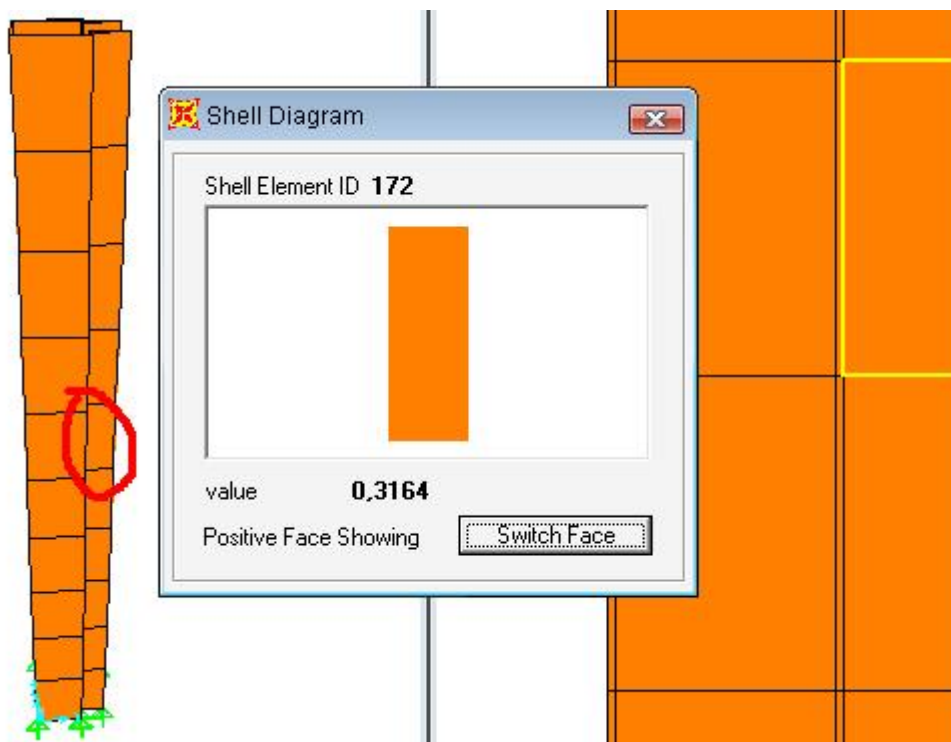 Shell Diagram
Shell Element ID 172
value 0,3164
Positive Face Showing Switch Face